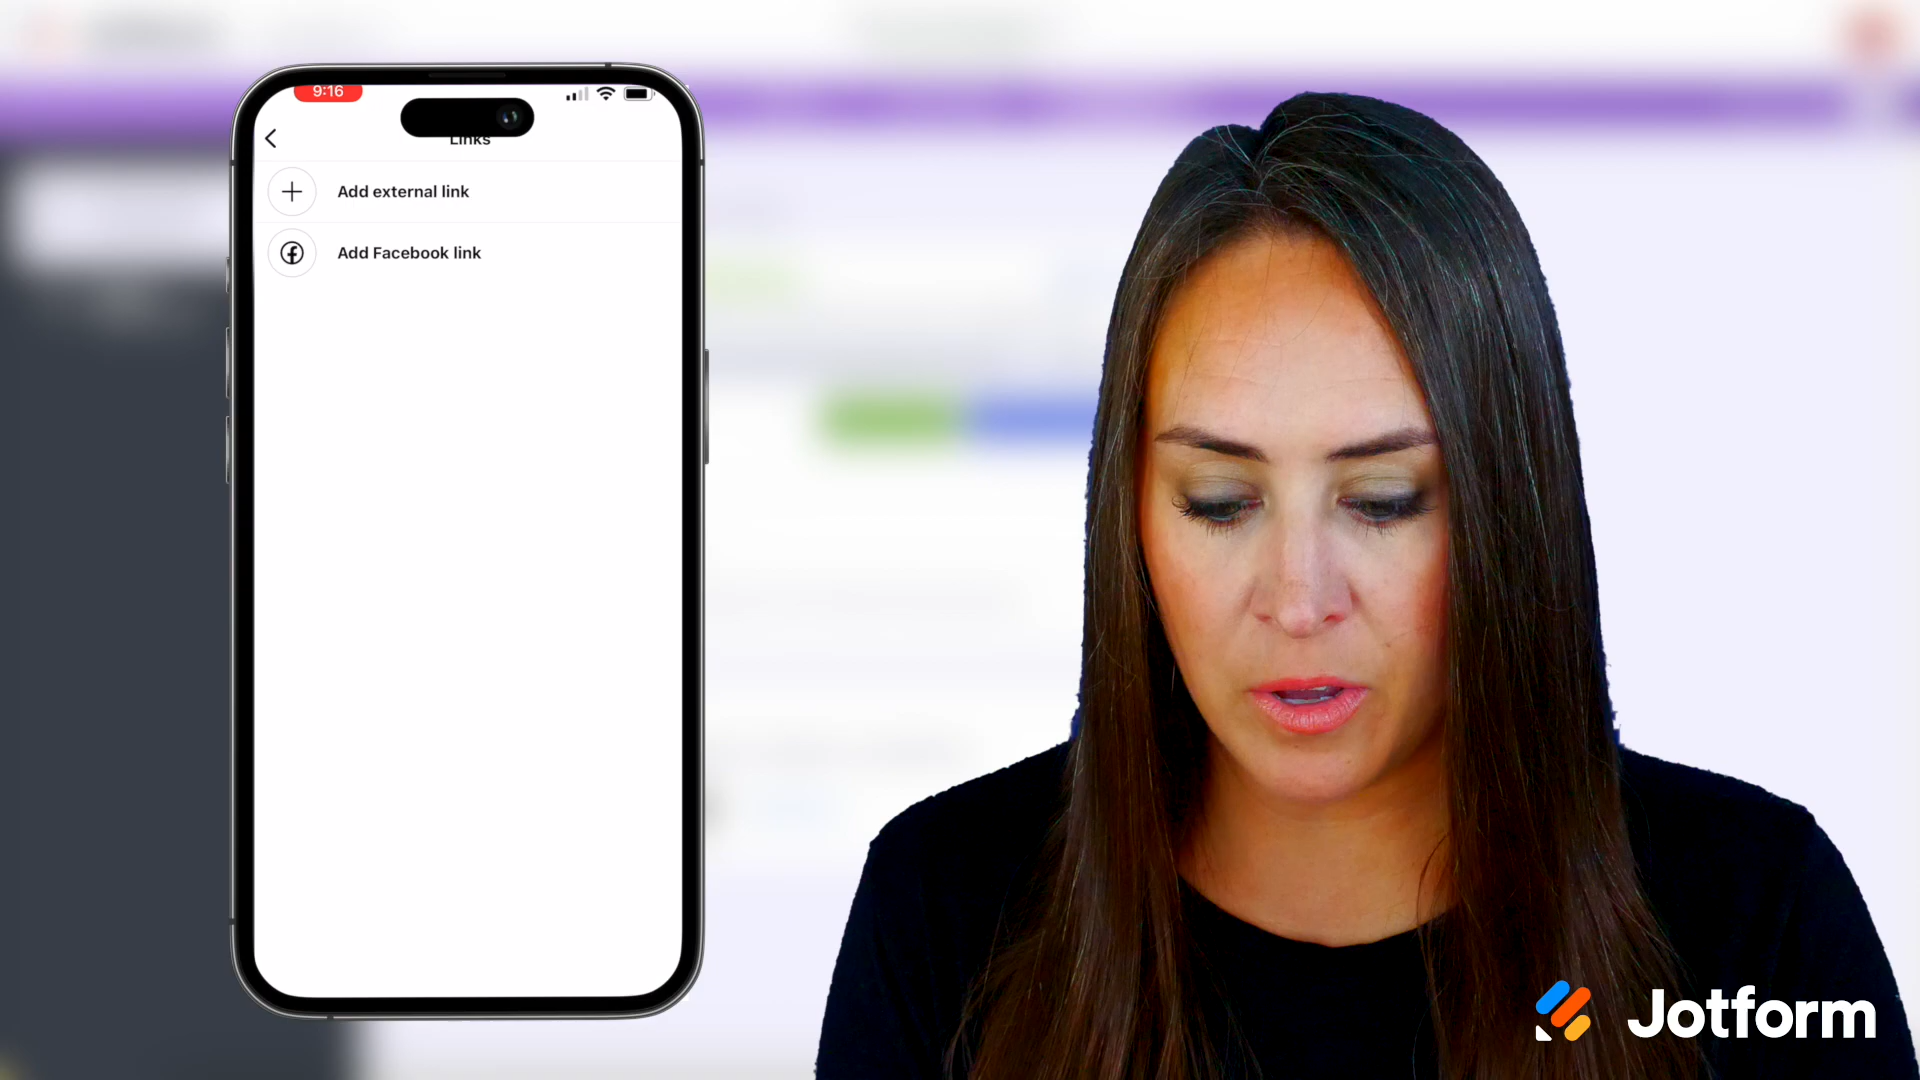 9:16
Links
Add external link
Add Facebook link
Jotform